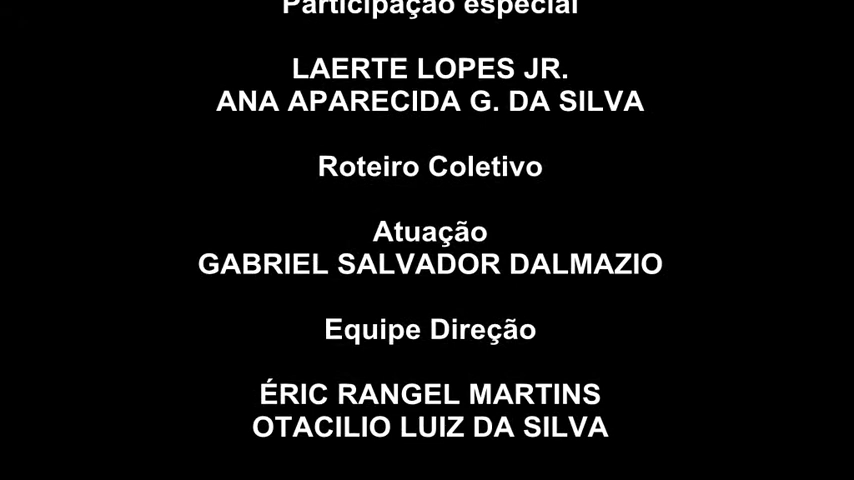 Participação especial
LAERTE LOPES JR.
ANA APARECIDA G. DA SILVA
Roteiro Coletivo
Atuação
GABRIEL SALVADOR DALMAZIO
Equipe Direção
ÉRIC RANGEL MARTINS
OTACILIO LUIZ DA SILVA